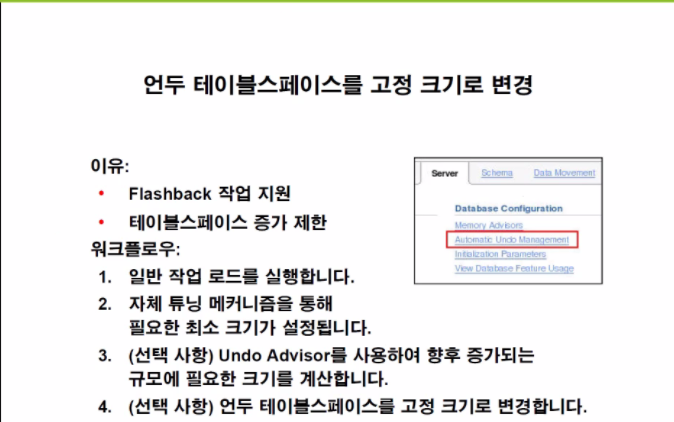 언두 테이블스페이스를 고정 크기로 변경
이유:
• Flashback 작업 지원
• 테이블스페이스 증가 제한
워크플로우:
1. 일반 작업 로드를 실행합니다.
2. 자체 튜닝 메커니즘을 통해
필요한 최소 크기가 설정됩니다.
3. (선택 사항) Undo Advisor를 사용하여 향후 증가되는
규모에 필요한 크기를 계산합니다.
4. (선택 사항) 언두 테이블스페이스를 고정 크기로 변경합니다.
Server Schema Data Movement
Database Configuration
Memory Advisors
Automatic Undo Management
Initialization Parameters
View Database Feature Usage